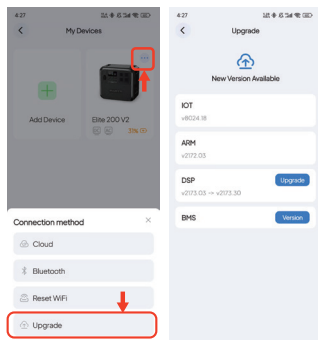 4:27
My Devices
Add Device
Elite 200 V2
31%
Connection method
Cloud
Bluetooth
Reset WiFi
Upgrade
4:27
Upgrade
New Version Available
IOT
v8024.18
ARM
v2172.03
DSP
Upgrade
v2173.03 → v2173.30
BMS
Version